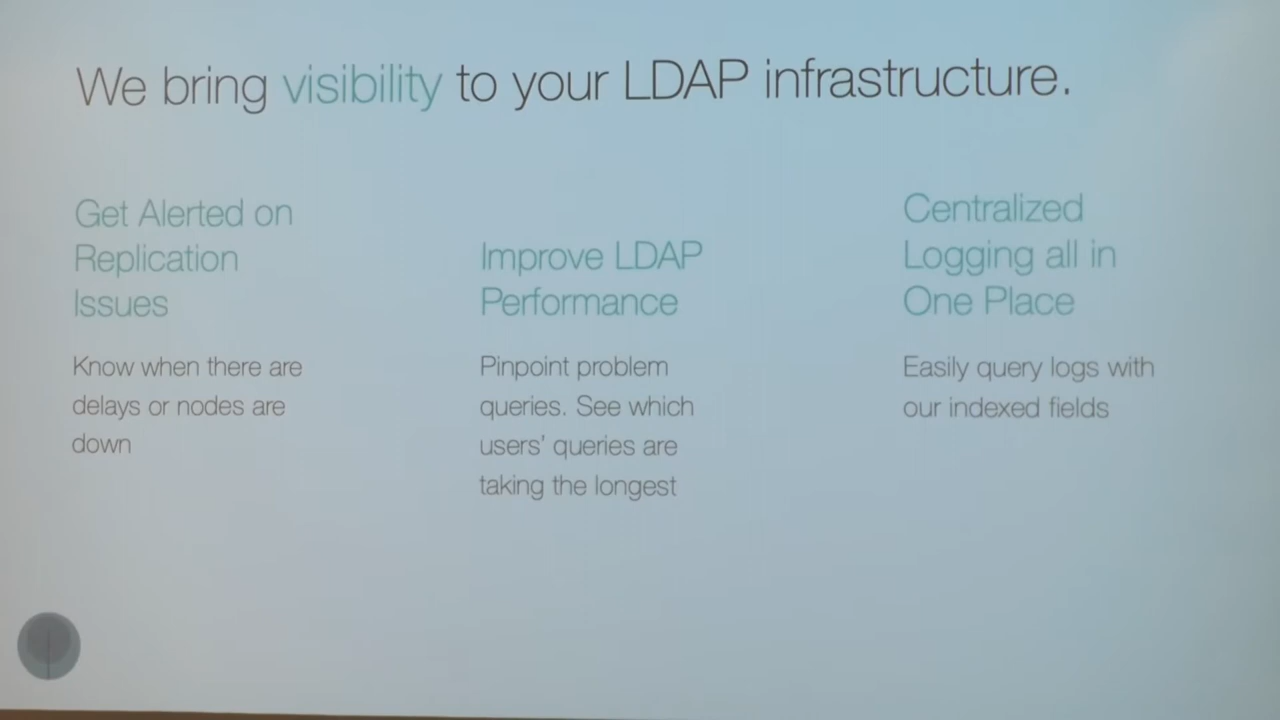 We bring visibility to your LDAP infrastructure.
Get Alerted on
Replication
Issues
Know when there are
delays or nodes are
down
Improve LDAP
Performance
Pinpoint problem
queries. See which
users' queries are
taking the longest
Centralized
Logging all in
One Place
Easily query logs with
our indexed fields